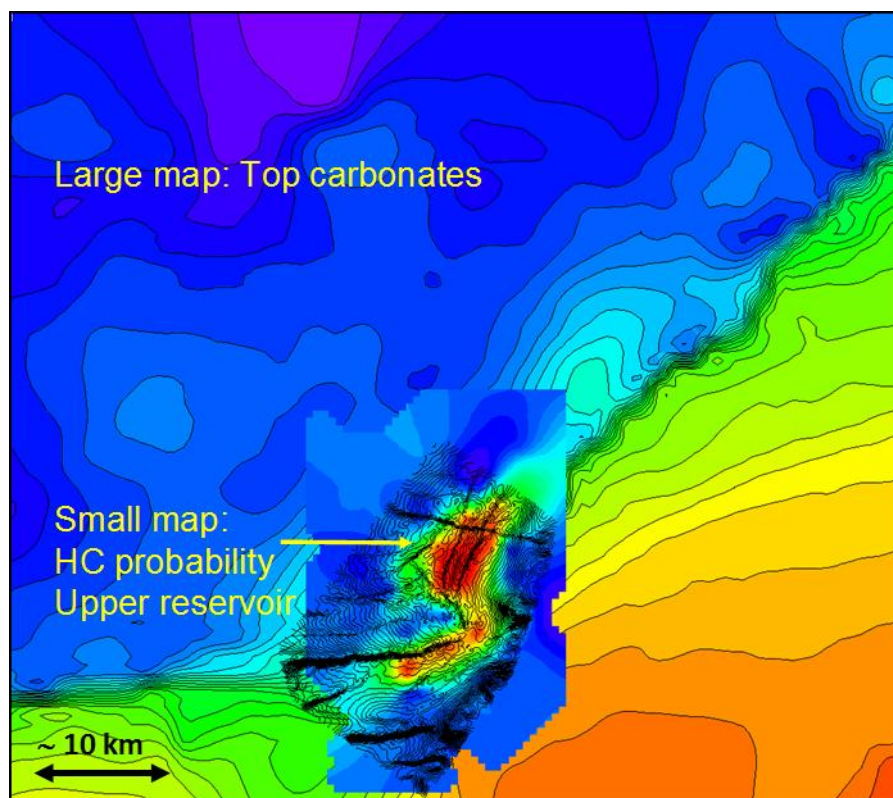 Large map: Top carbonates
Small map:
HC probability
Upper reservoir
~ 10 km